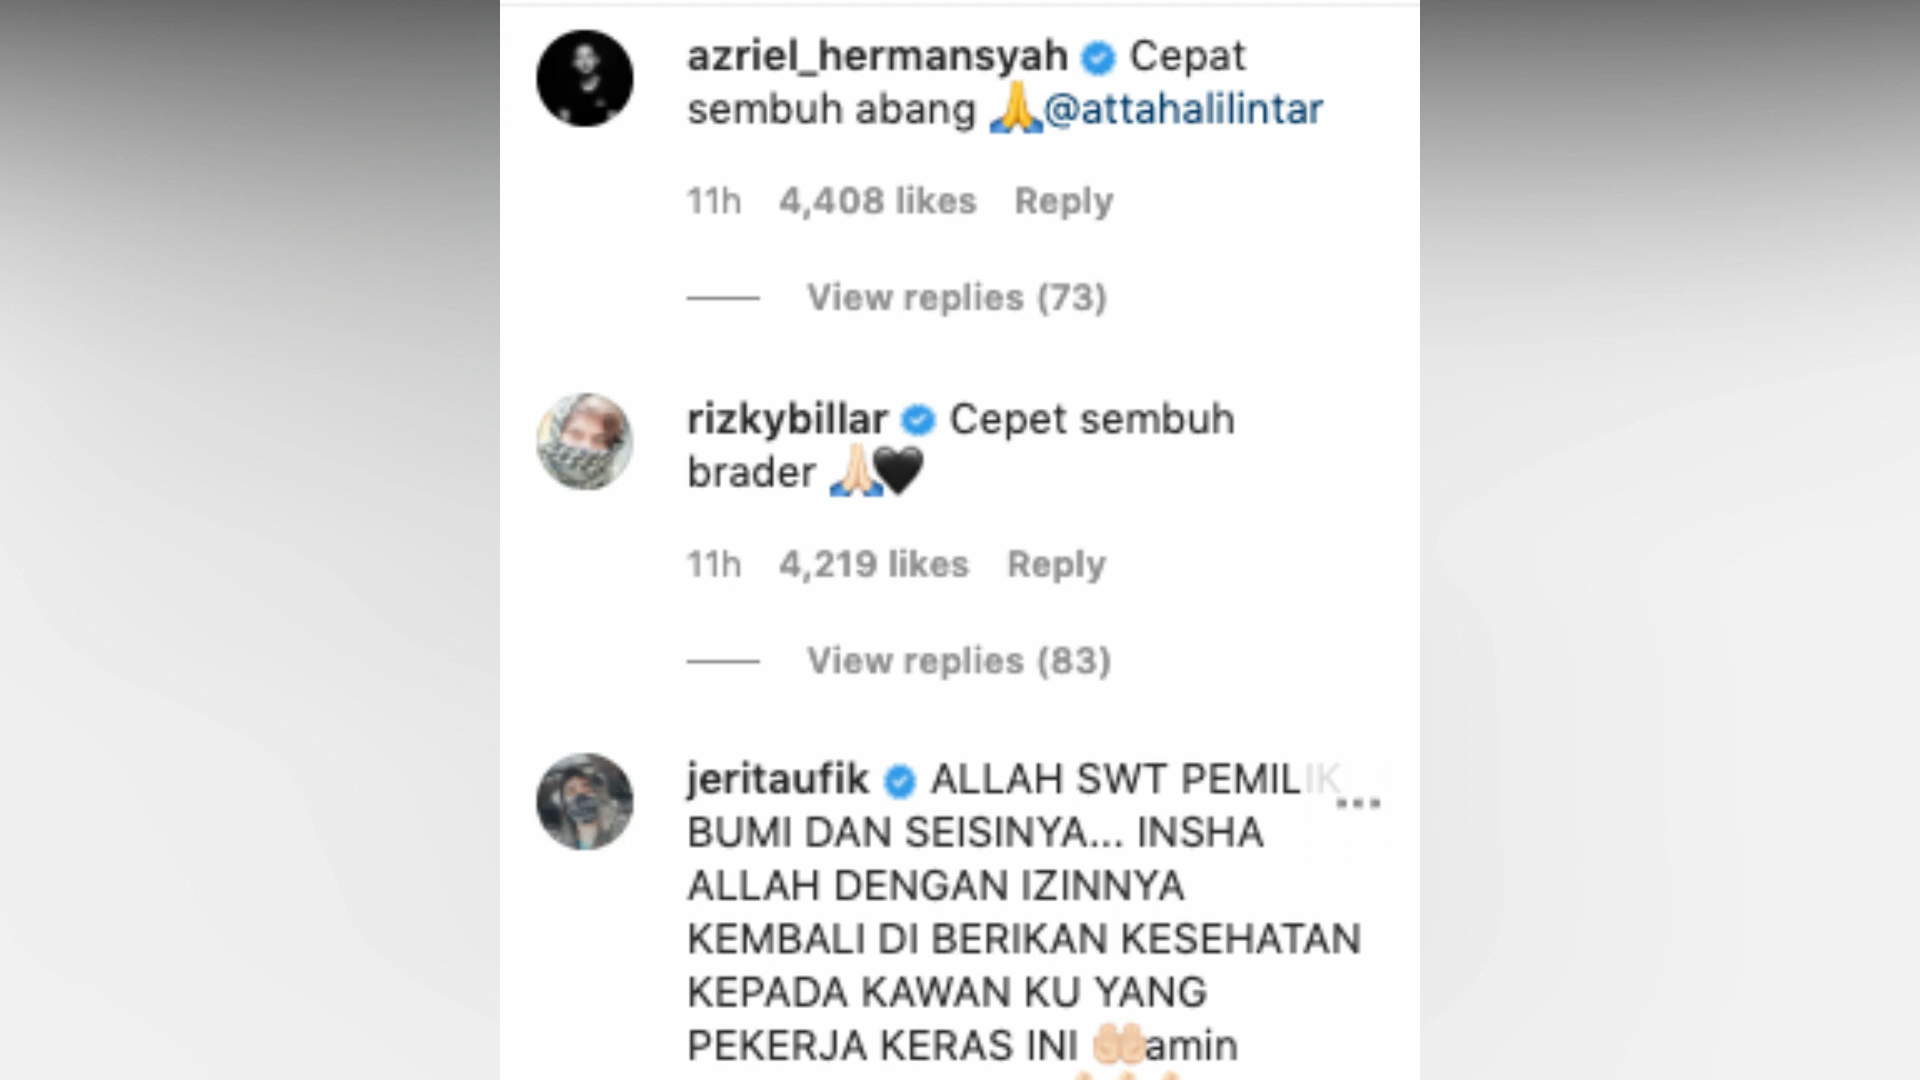 azriel_hermansyah Cepat
sembuh abang 🙏@attahalilintar
11h 4,408 likes Reply
View replies (73)
rizkybillar Cepet sembuh
brader 🙏🏻🖤
11h 4,219 likes Reply
View replies (83)
jeritaufik ALLAH SWT PEMILIK
BUMI DAN SEISINYA... INSHA
ALLAH DENGAN IZINNYA
KEMBALI DI BERIKAN KESEHATAN
KEPADA KAWAN KU YANG
PEKERJA KERAS INI 🤲🏻amin